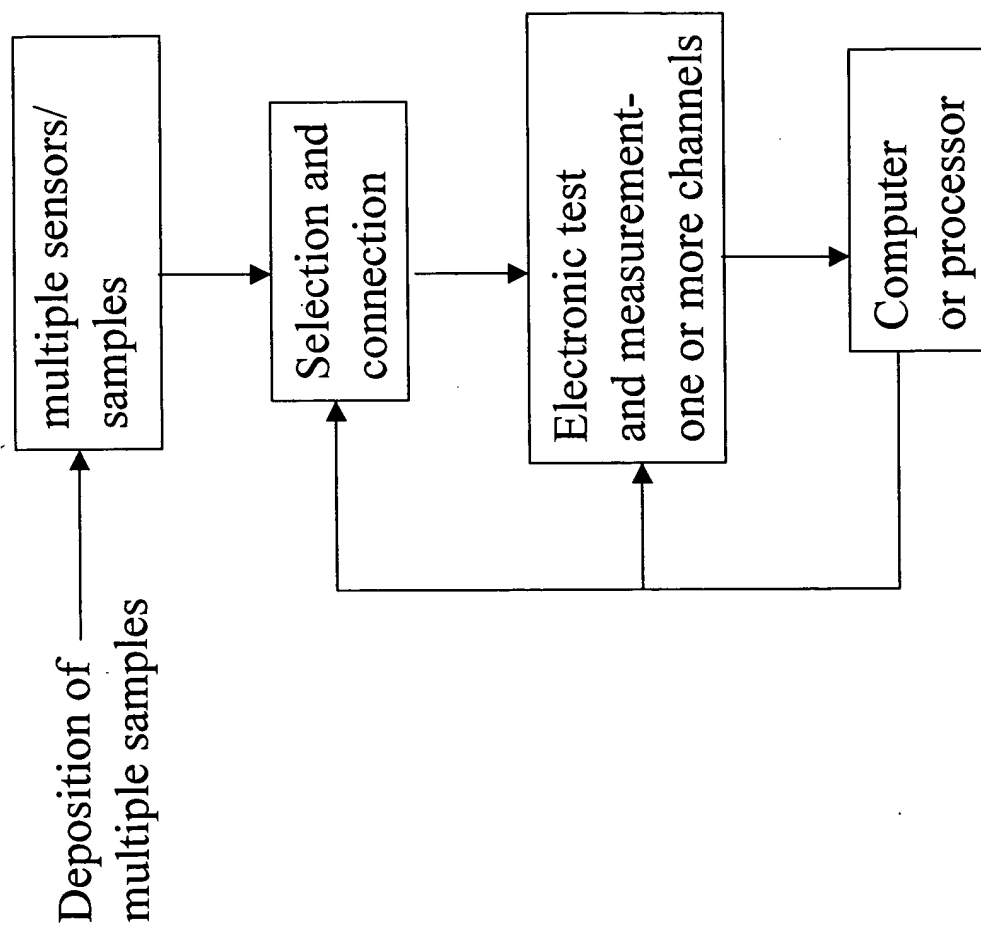 Deposition of
multiple samples
multiple sensors/
samples
Selection and
connection
Electronic test
and measurement-
one or more channels
Computer
or processor